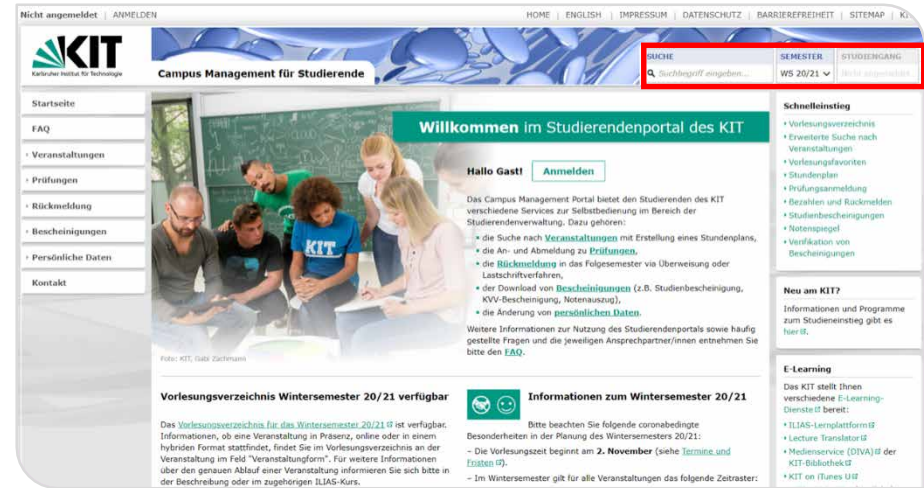 Nicht angemeldet | ANMELDEN
HOME | ENGLISH | IMPRESSUM | DATENSCHUTZ | BARRIEREFREIHEIT | SITEMAP |
KIT
Karlsruher Institut für Technologie
Campus Management für Studierende
SUCHE
Suchbegriff eingeben...
SEMESTER
WS 20/21
STUDIENGANG
Nicht angemeldet
Startseite
FAQ
Veranstaltungen
Prüfungen
Rückmeldung
Bescheinigungen
Persönliche Daten
Kontakt
KIT
Foto: KIT, Gabi Zachmann
Willkommen im Studierendenportal des KIT
Hallo Gast! Anmelden
Das Campus Management Portal bietet den Studierenden des KIT
verschiedene Services zur Selbstbedienung im Bereich der
Studierendenverwaltung. Dazu gehören:
• die Suche nach Veranstaltungen mit Erstellung eines Stundenplans,
• die An- und Abmeldung zu Prüfungen,
• die Rückmeldung in das Folgesemester via Überweisung oder
Lastschriftverfahren,
• der Download von Bescheinigungen (z.B. Studienbescheinigung,
KVV-Bescheinigung, Notenauszug),
• die Änderung von persönlichen Daten.
Weitere Informationen zur Nutzung des Studierendenportals sowie häufig
gestellte Fragen und die jeweiligen Ansprechpartner/innen entnehmen Sie
bitte den FAQ.
Vorlesungsverzeichnis Wintersemester 20/21 verfügbar
Das Vorlesungsverzeichnis für das Wintersemester 20/21 ist verfügbar.
Informationen, ob eine Veranstaltung in Präsenz, online oder in einem
hybriden Format stattfindet, findet Sie im Vorlesungsverzeichnis an der
Veranstaltung im Feld "Veranstaltungform". Für weitere Informationen
über den genauen Ablauf einer Veranstaltung informieren Sie sich bitte in
der Beschreibung oder im zugehörigen ILIAS-Kurs.
Informationen zum Wintersemester 20/21
Bitte beachten Sie folgende coronabedingte
Besonderheiten in der Planung des Wintersemesters 20/21:
– Die Vorlesungszeit beginnt am 2. November (siehe Termine und
Fristen).
– Im Wintersemester gilt für alle Veranstaltungen das folgende Zeitraster:
Schnelleinstieg
Vorlesungsverzeichnis
Erweiterte Suche nach
Veranstaltungen
Vorlesungsfavoriten
Stundenplan
Prüfungsanmeldung
Bezahlen und Rückmelden
Studienbescheinigungen
Notenspiegel
Verifikation von
Bescheinigungen
Neu am KIT?
Informationen und Programme
zum Studieneinstieg gibt es
hier.
E-Learning
Das KIT stellt Ihnen
verschiedene E-Learning-
Dienste bereit:
ILIAS-Lernplattform
Lecture Translator
Medienservice (DIVA) der
KIT-Bibliothek
KIT on iTunes U